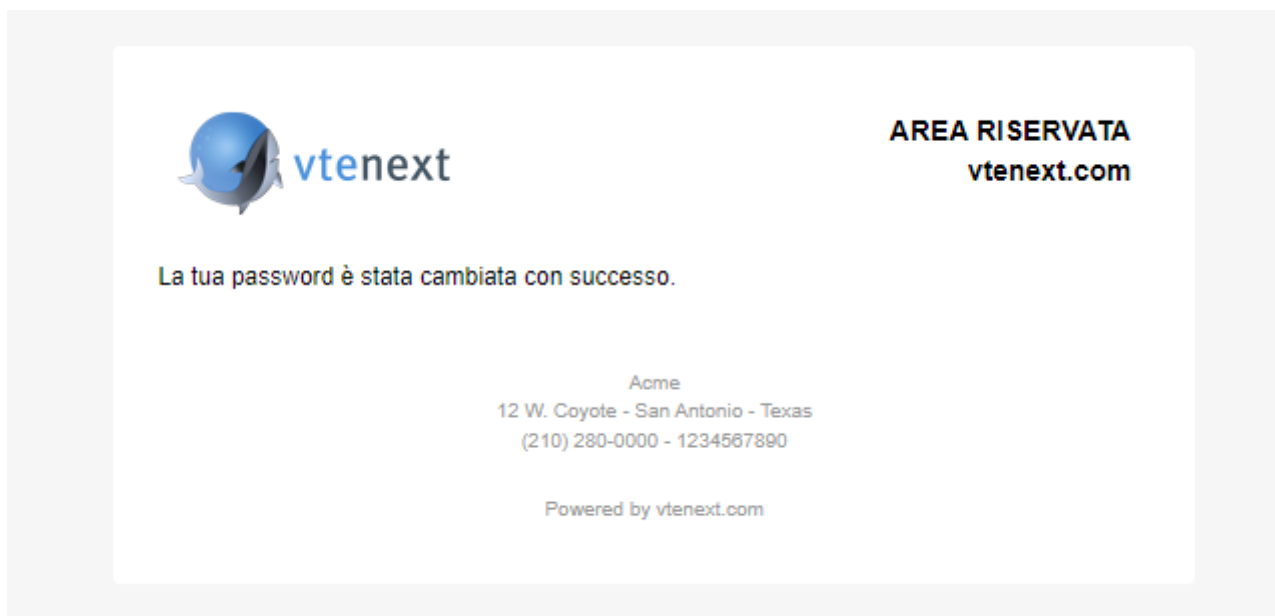 vtenext
AREA RISERVATA
vtenext.com
La tua password è stata cambiata con successo.
Acme
12 W. Coyote - San Antonio - Texas
(210) 280-0000 - 1234567890
Powered by vtenext.com